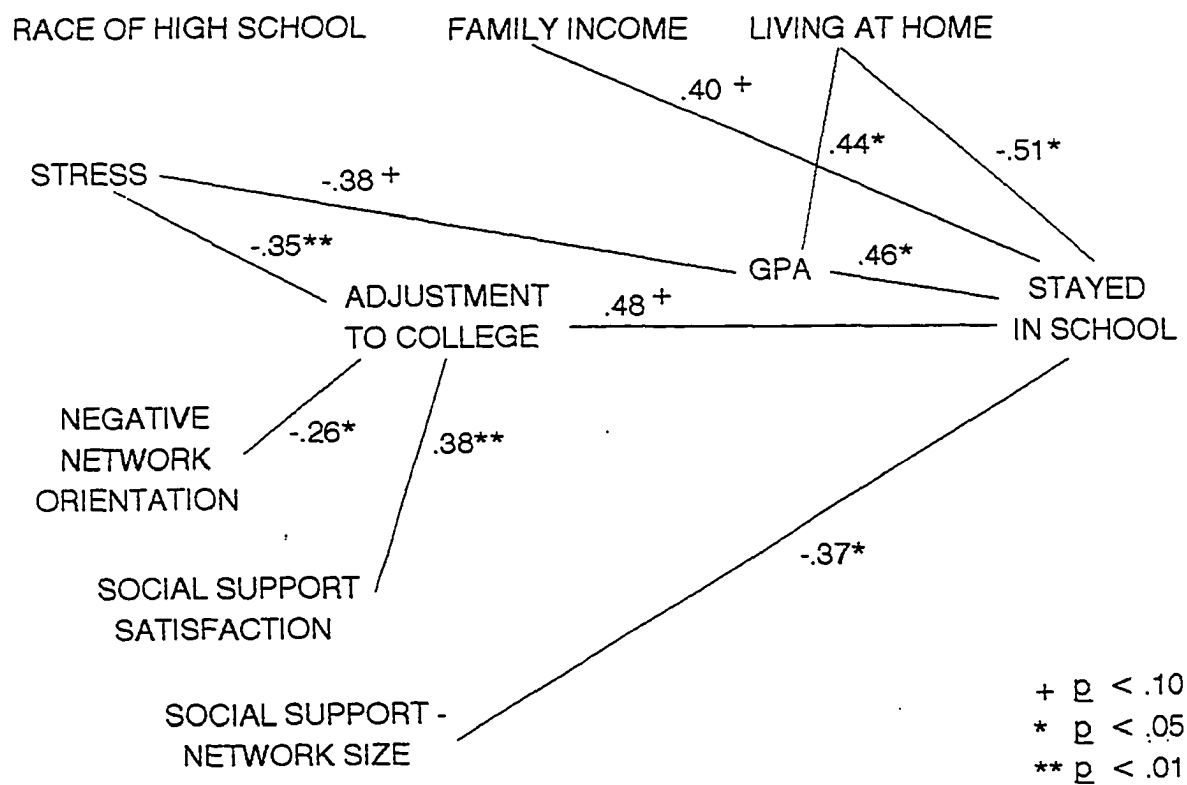 RACE OF HIGH SCHOOL
FAMILY INCOME
LIVING AT HOME
.40 +
.44*
-.51*
STRESS
-.38 +
-.35**
GPA
.46*
STAYED
IN SCHOOL
ADJUSTMENT
TO COLLEGE
.48 +
NEGATIVE
NETWORK
ORIENTATION
-.26*
.38**
-.37*
SOCIAL SUPPORT
SATISFACTION
SOCIAL SUPPORT -
NETWORK SIZE
+ p < .10
* p < .05
** p < .01